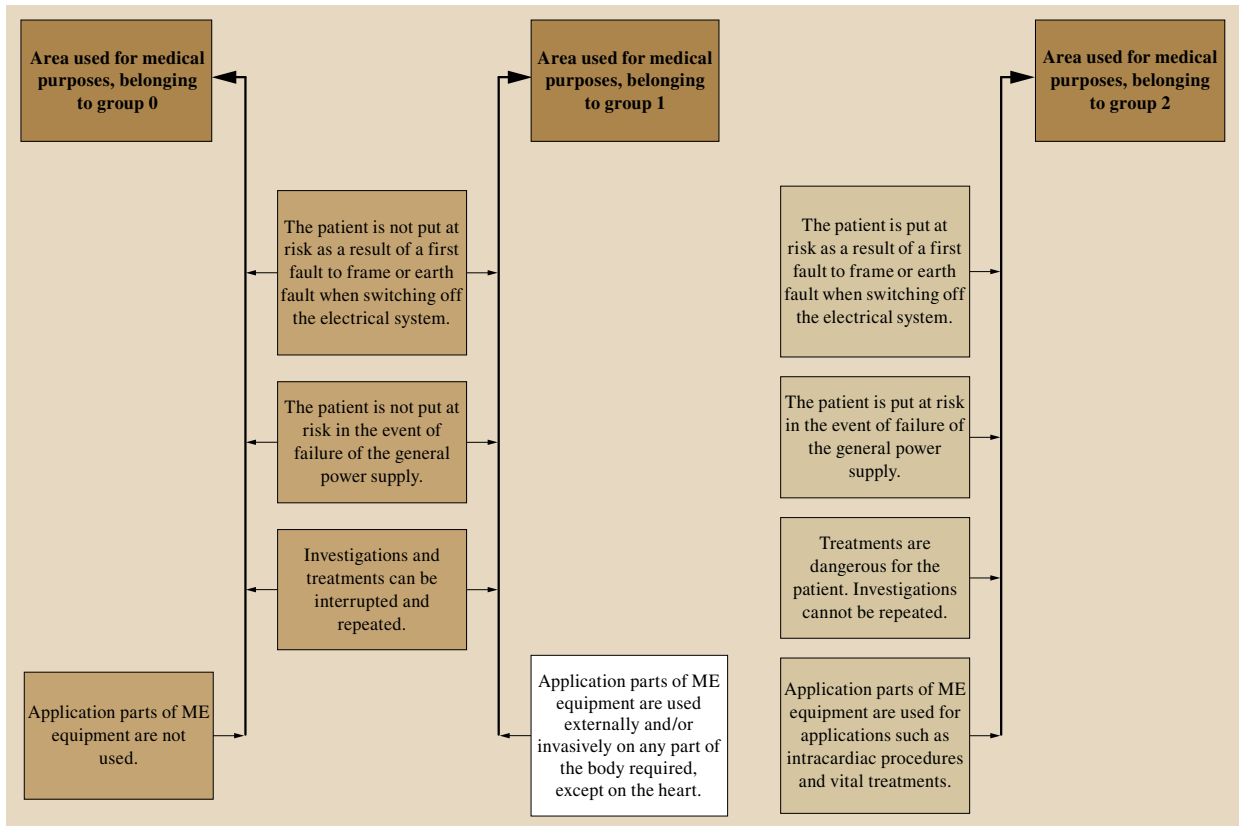 Area used for medical
purposes, belonging
to group 0
Area used for medical
purposes, belonging
to group 1
Area used for medical
purposes, belonging
to group 2
The patient is not put at
risk as a result of a first
fault to frame or earth
fault when switching off
the electrical system.
The patient is put at
risk as a result of a first
fault to frame or earth
fault when switching off
the electrical system.
The patient is not put at
risk in the event of
failure of the general
power supply.
The patient is put at risk
in the event of failure of
the general power
supply.
Investigations and
treatments can be
interrupted and
repeated.
Treatments are
dangerous for the
patient. Investigations
cannot be repeated.
Application parts of ME
equipment are not
used.
Application parts of ME
equipment are used
externally and/or
invasively on any part of
the body required,
except on the heart.
Application parts of ME
equipment are used for
applications such as
intracardiac procedures
and vital treatments.